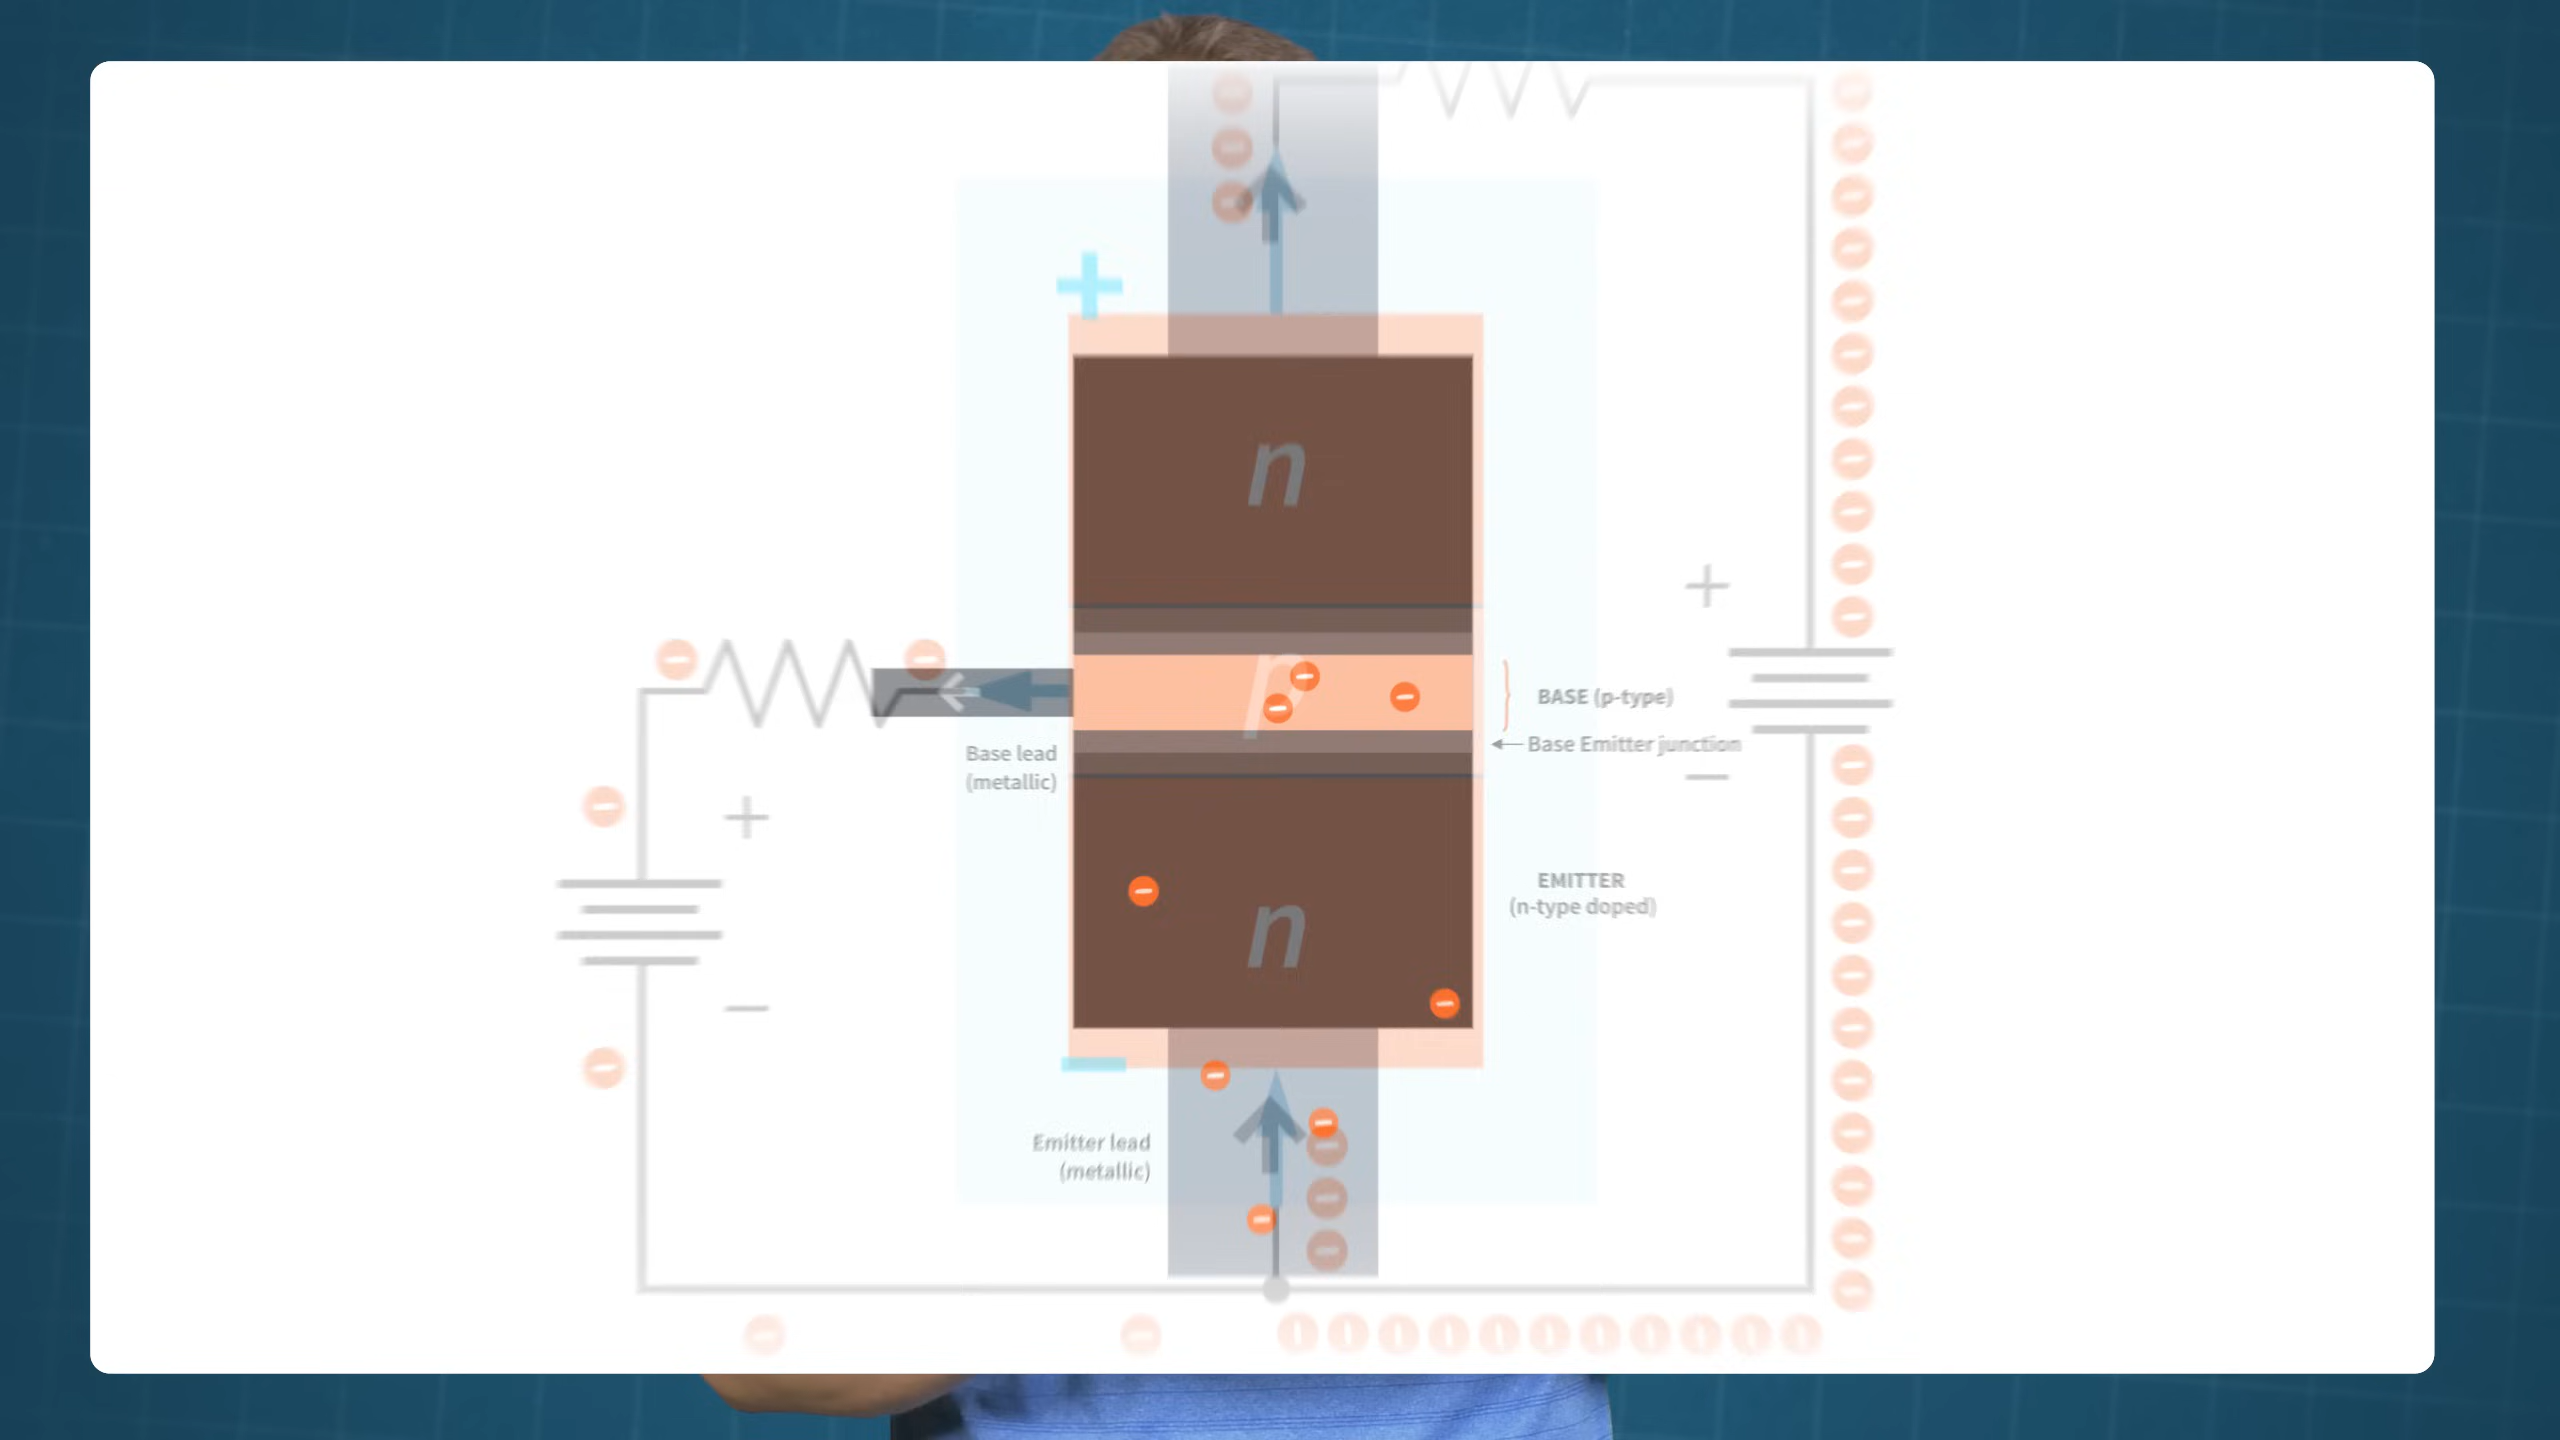 n
p
BASE (p-type)
Base Emitter junction
Base lead
(metallic)
EMITTER
(n-type doped)
n
Emitter lead
(metallic)